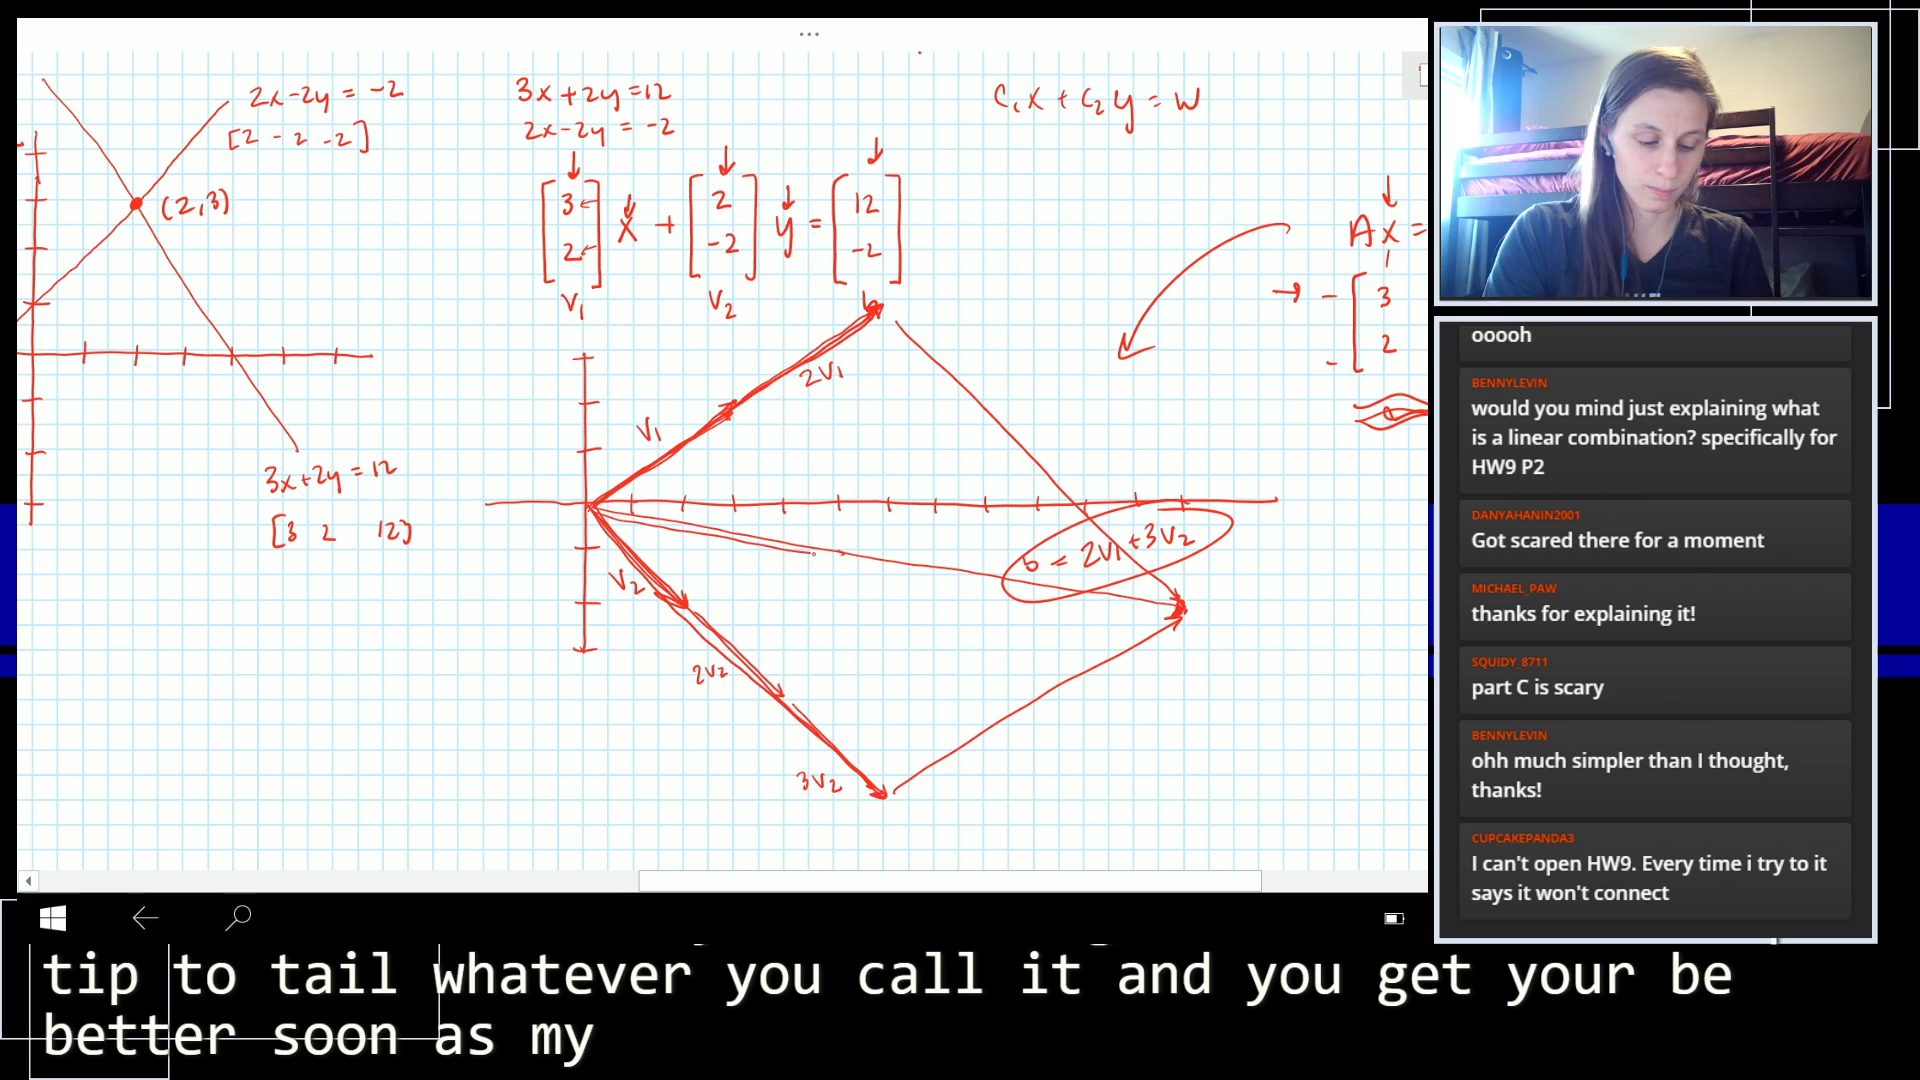 2x-2y = -2
[2 -2 -2]
(2,3)
3x+2y=12
[3 2 12]
3x+2y=12
2x-2y = -2
[3 2] x + [2 -2] y = [12 -2]
V1 V2 b
C1x + C2y = w
Ax =
3
2
V1
2V1
V2
2V2
3V2
b = 2V1+3V2
ooooh
BENNYLEVIN
would you mind just explaining what
is a linear combination? specifically for
HW9 P2
DANYAHANIN2001
Got scared there for a moment
MICHAEL_PAW
thanks for explaining it!
SQUIDY_8711
part C is scary
BENNYLEVIN
ohh much simpler than I thought,
thanks!
CUPCAKEPANDA3
I can't open HW9. Every time i try to it
says it won't connect
tip to tail whatever you call it and you get your be
better soon as my